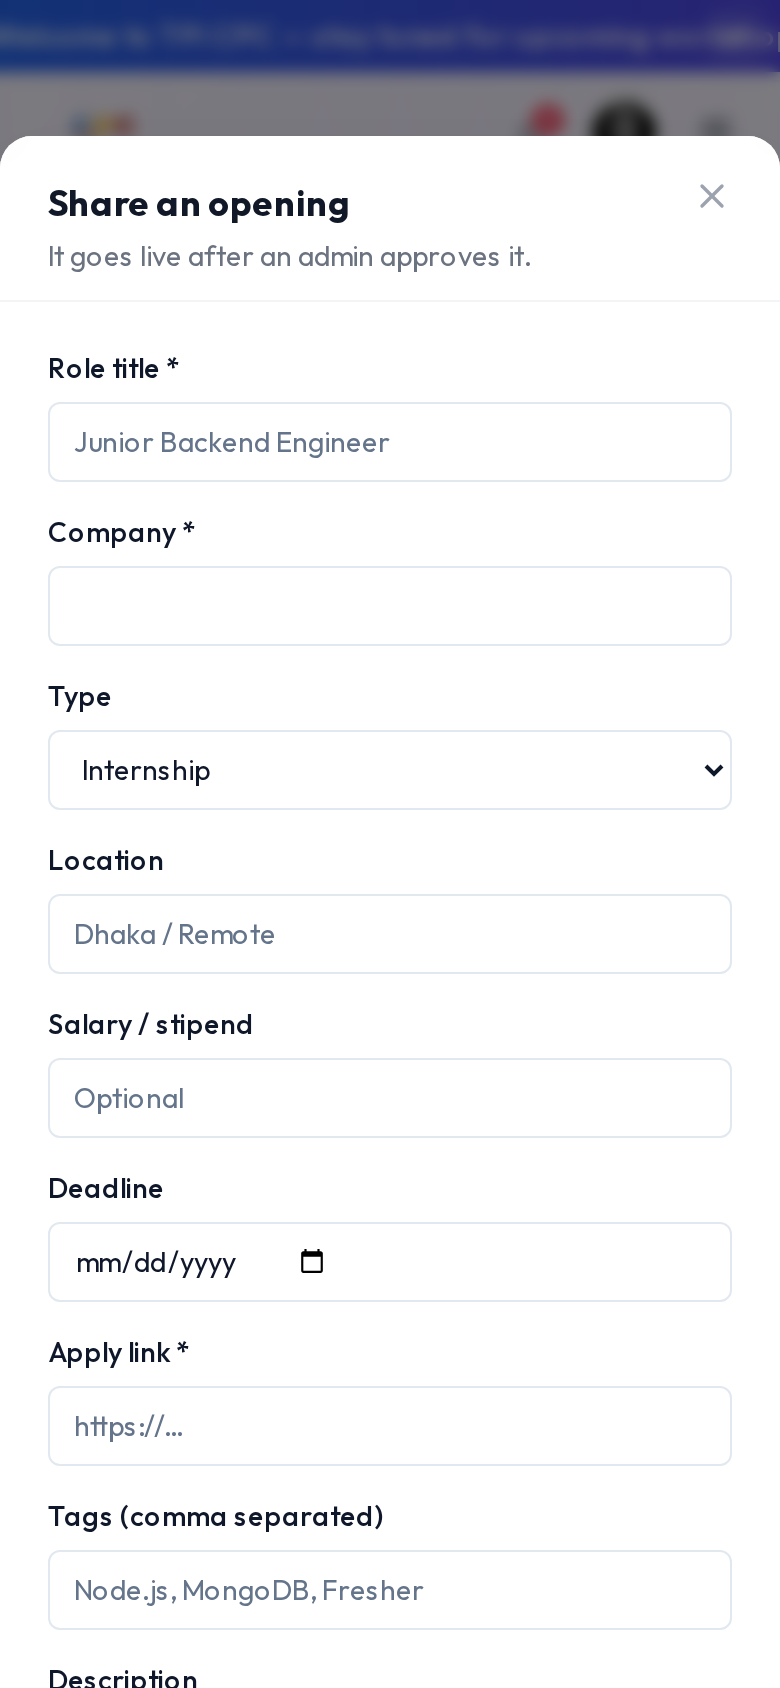 Share an opening
It goes live after an admin approves it.
Role title *
Junior Backend Engineer
Company *
Type
Internship
Location
Dhaka / Remote
Salary / stipend
Optional
Deadline
mm/dd/yyyy
Apply link *
https://...
Tags (comma separated)
Node.js, MongoDB, Fresher
Description